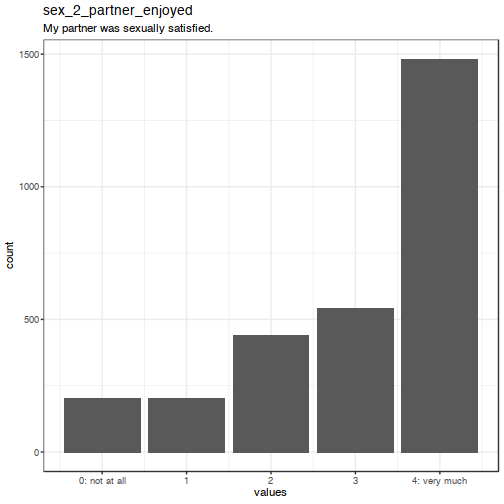 sex_2_partner_enjoyed
My partner was sexually satisfied.
1500
1000
500
0
count
0: not at all
1
2
3
4: very much
values